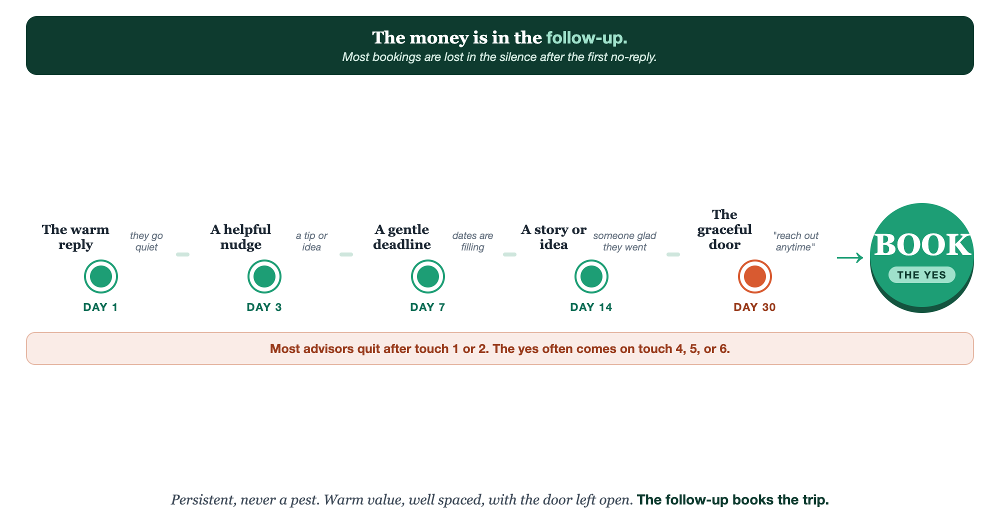 The money is in the follow-up.
Most bookings are lost in the silence after the first no-reply.
The warm
reply
they go
quiet
DAY 1
A helpful
nudge
a tip or
idea
DAY 3
A gentle
deadline
dates are
filling
DAY 7
A story or
idea
someone glad
they went
DAY 14
The
graceful
door
"reach out
anytime"
DAY 30
→
BOOK
THE YES
Most advisors quit after touch 1 or 2. The yes often comes on touch 4, 5, or 6.
Persistent, never a pest. Warm value, well spaced, with the door left open. The follow-up books the trip.